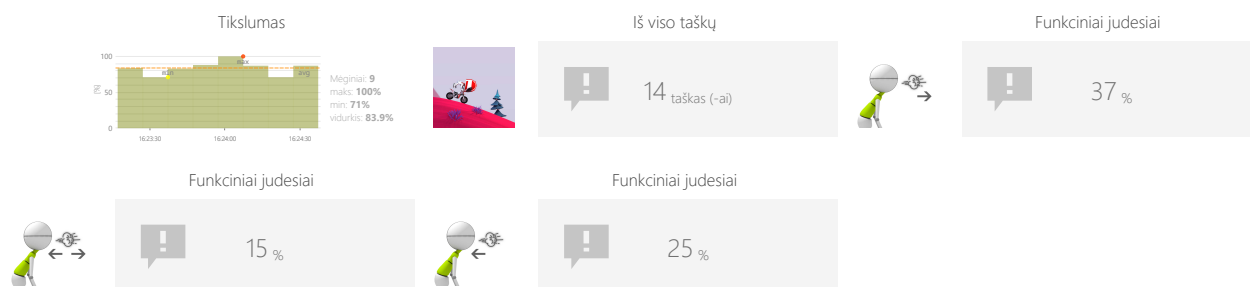 Tikslumas
Iš viso taškų
Funkciniai judesiai
100
50
0
[%]
min
max
avg
16:23:30
16:24:00
16:24:30
Mėginiai: 9
maks: 100%
min: 71%
vidurkis: 83.9%
14 taškas (-ai)
37 %
Funkciniai judesiai
Funkciniai judesiai
15 %
25 %